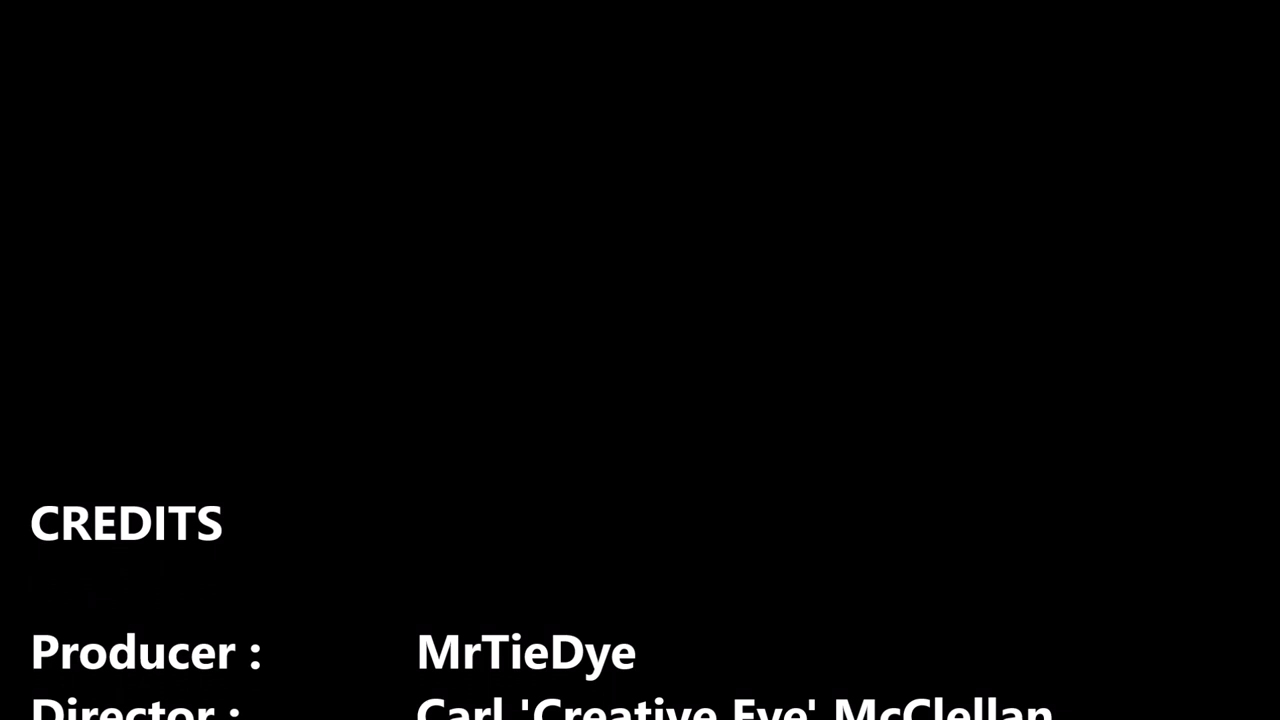 CREDITS
Producer : MrTieDye
Director : Carl 'Creative Eye' McClellan